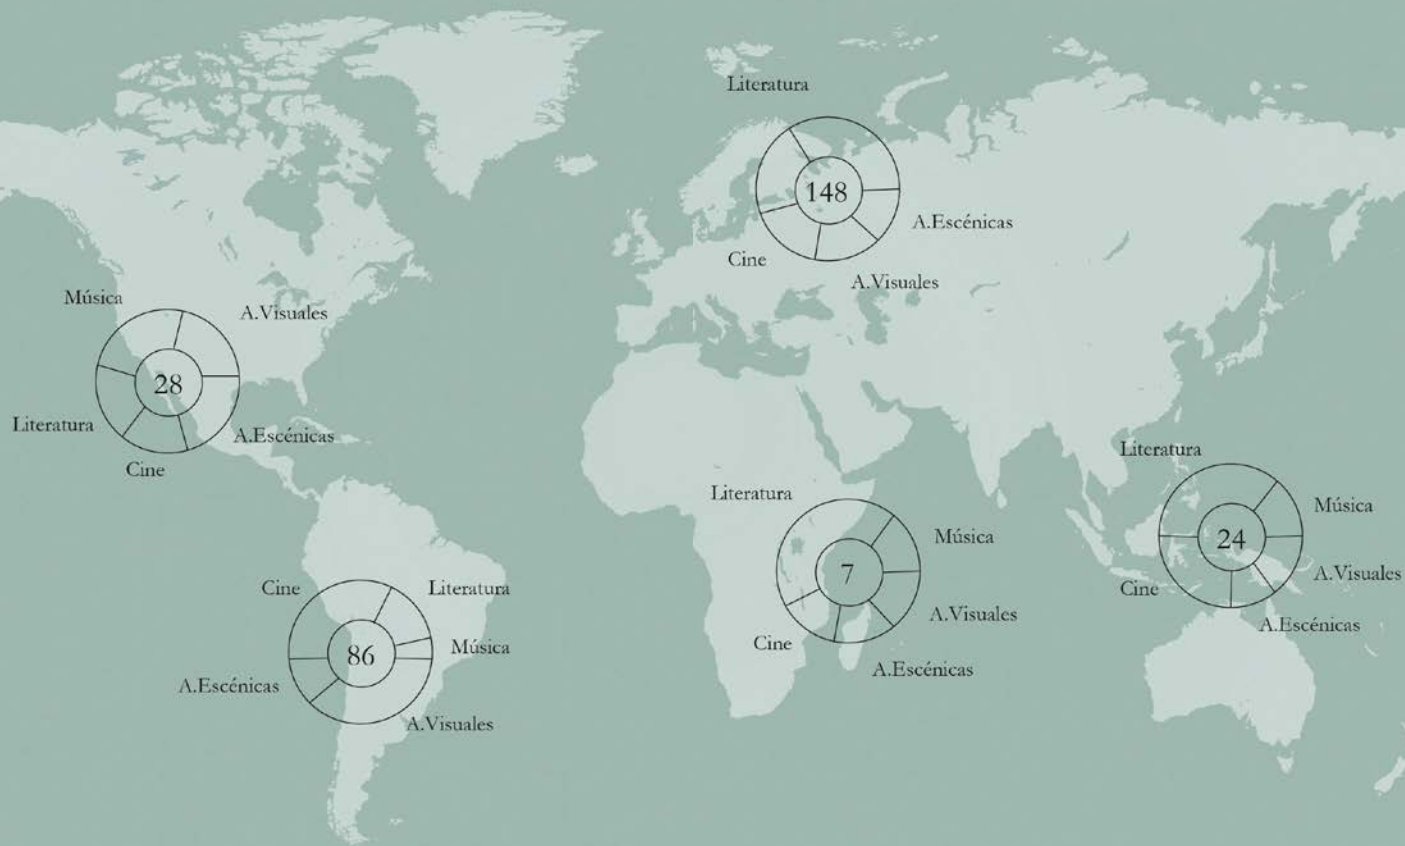 Literatura
148
A.Escénicas
Cine
A.Visuales
Música
A.Visuales
28
Literatura
A.Escénicas
Cine
Literatura
Música
7
A.Visuales
Cine
A.Escénicas
Literatura
Música
24
A.Visuales
Cine
A.Escénicas
Cine
Literatura
Música
86
A.Escénicas
A.Visuales